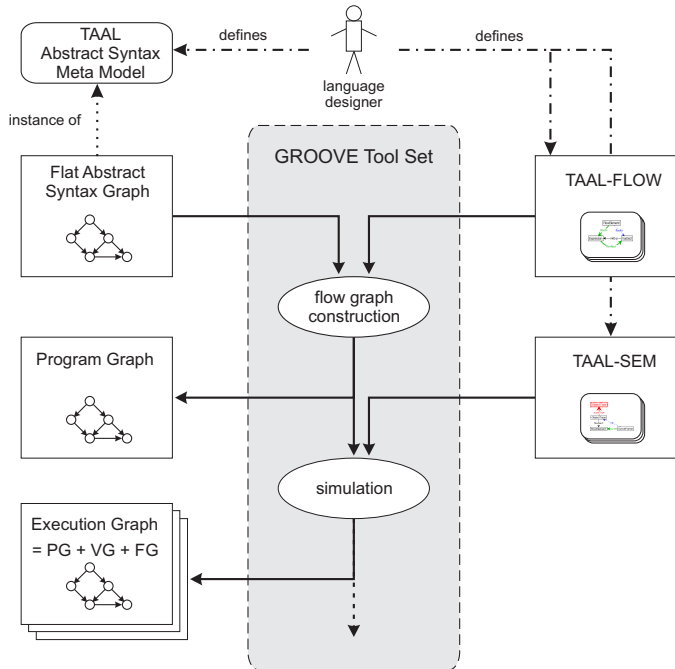 TAAL
Abstract Syntax
Meta Model
defines
defines
language
designer
instance of
GROOVE Tool Set
Flat Abstract
Syntax Graph
TAAL-FLOW
flow graph
construction
Program Graph
TAAL-SEM
simulation
Execution Graph
= PG + VG + FG